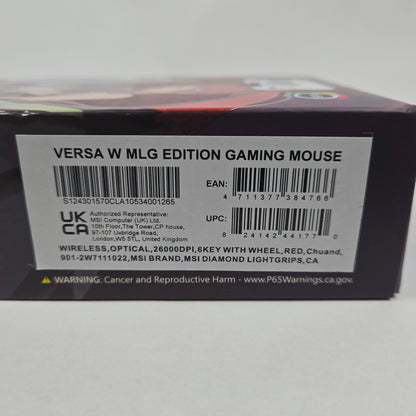 VERSA W MLG EDITION GAMING MOUSE
S124301570CLA10534001265
EAN:
4 711377 384766
UK
CA
Authorized Representative:
MSI Computer (UK) Ltd.
10th Floor,The Tower,CP house,
97-107 Uxbridge Road,
London,W5 5TL, United Kingdom
UPC:
8 24142 44177 0
WIRELESS,OPTICAL,26000DPI,6KEY WITH WHEEL,RED,Chuand,
901-2W7111022,MSI BRAND,MSI DIAMOND LIGHTGRIPS,CA
WARNING: Cancer and Reproductive Harm - www.P65Warnings.ca.gov.